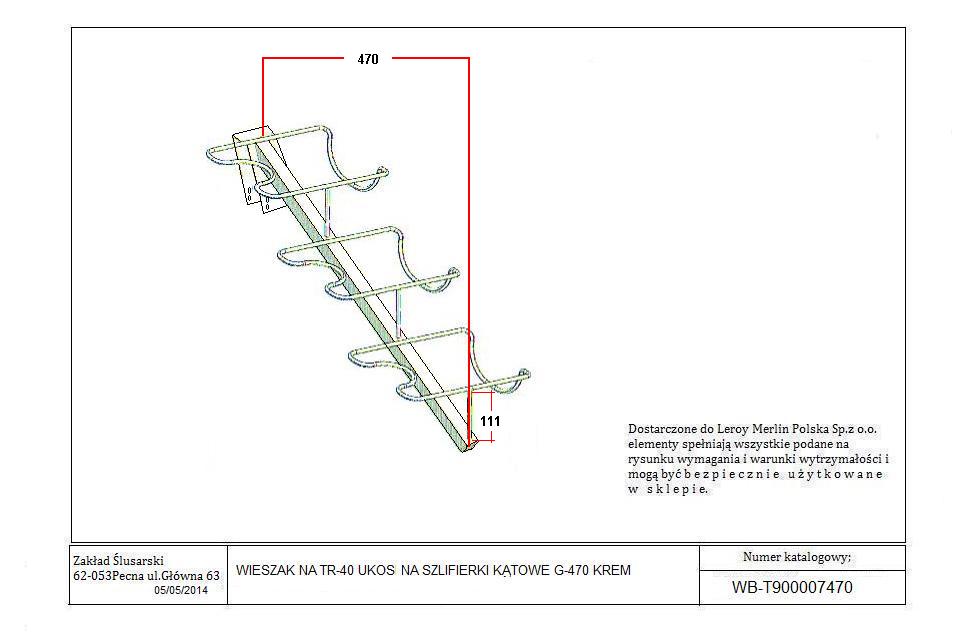 470
111
Dostarczone do Leroy Merlin Polska Sp.z o.o.
elementy spełniają wszystkie podane na
rysunku wymagania i warunki wytrzymałości i
mogą być b e z p i e c z n i e u ż y t k o w a n e
w s k l e p i e.
Zakład Ślusarski
62-053Pecna ul.Główna 63
05/05/2014
WIESZAK NA TR-40 UKOS NA SZLIFIERKI KĄTOWE G-470 KREM
Numer katalogowy;
WB-T900007470